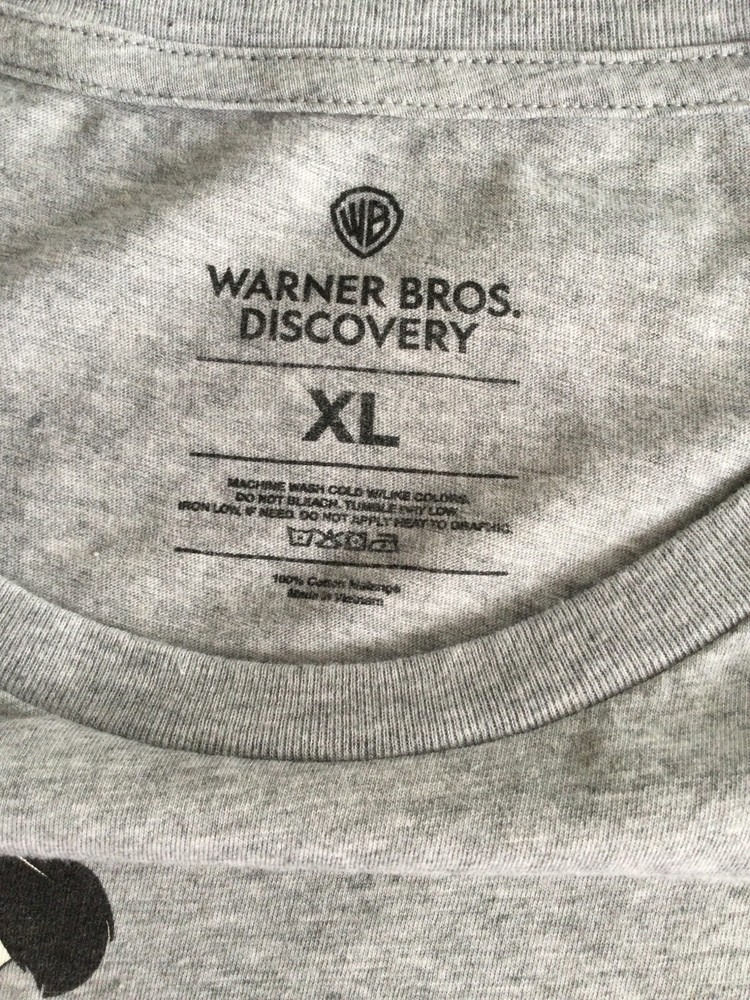 WB
WARNER BROS.
DISCOVERY
XL
MACHINE WASH COLD W/LIKE COLORS.
DO NOT BLEACH. TUMBLE DRY LOW.
IRON LOW, IF NEED. DO NOT APPLY HEAT TO GRAPHIC.
100% Cotton Melange
Made in Vietnam